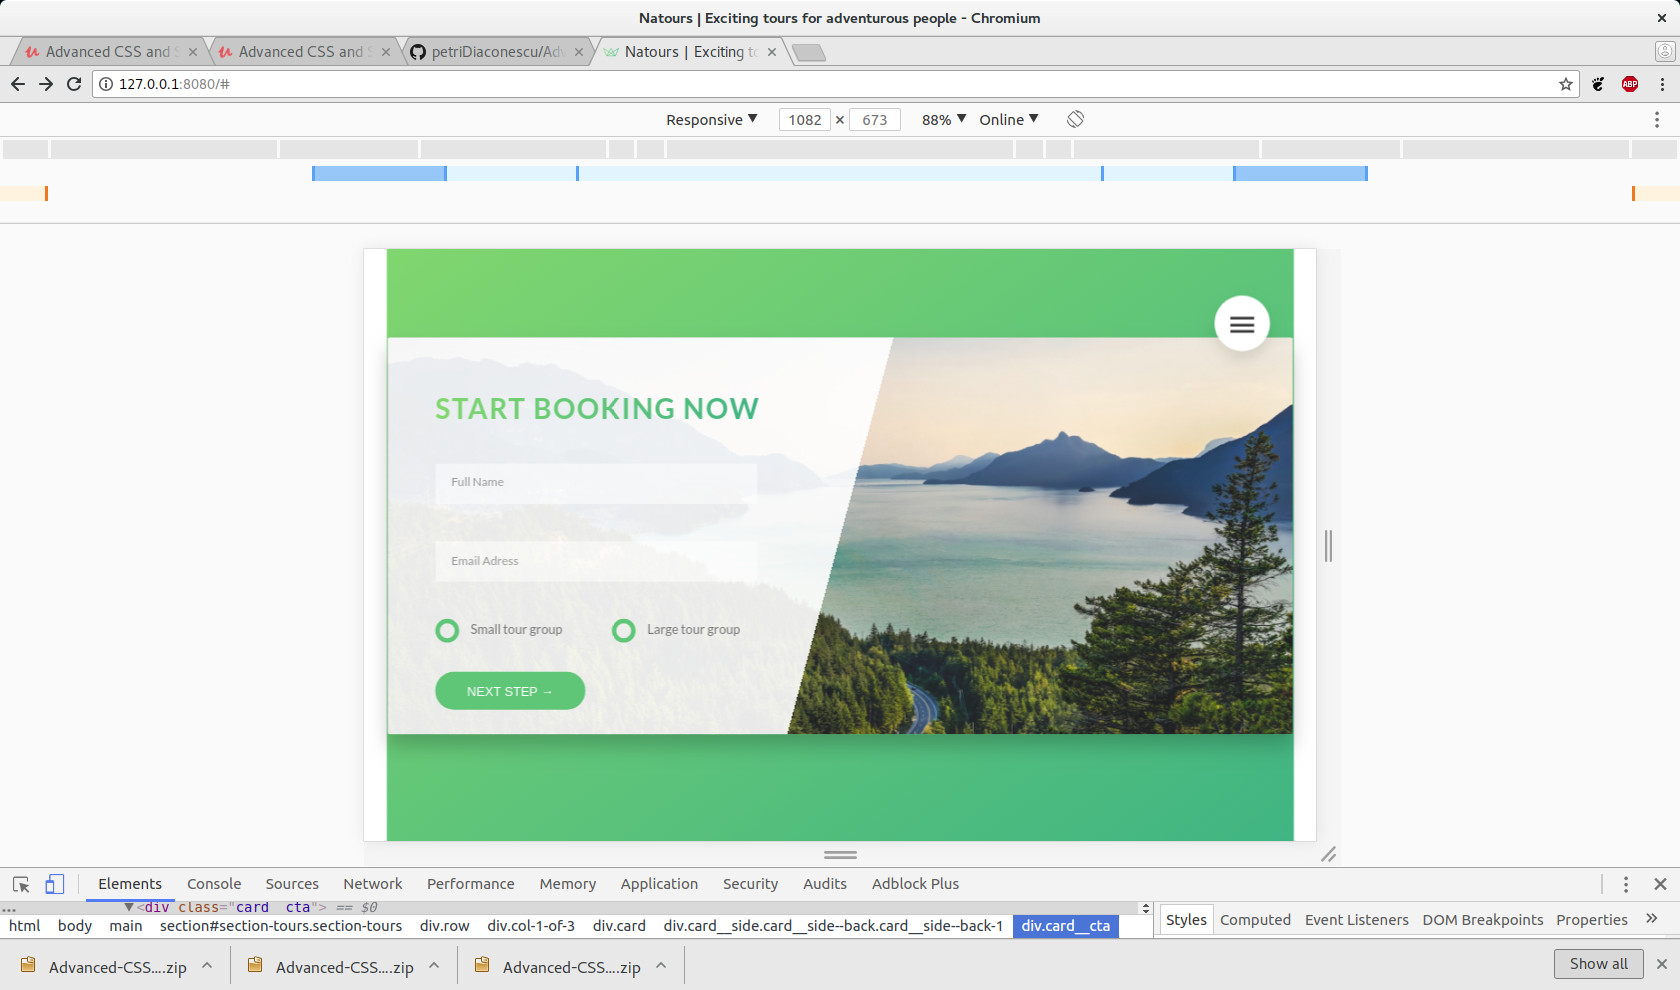 Natours | Exciting tours for adventurous people - Chromium
Advanced CSS and S
Advanced CSS and S
petriDiaconescu/Adv
Natours | Exciting to
127.0.0.1:8080/#
ABP
Responsive ▼ 1082 × 673 88% ▼ Online ▼
START BOOKING NOW
Full Name
Email Adress
Small tour group Large tour group
NEXT STEP →
Elements Console Sources Network Performance Memory Application Security Audits Adblock Plus
... ▼<div class="card__cta"> == $0
html body main section#section-tours.section-tours div.row div.col-1-of-3 div.card div.card__side.card__side--back.card__side--back-1 div.card__cta
Styles Computed Event Listeners DOM Breakpoints Properties »
Advanced-CSS....zip Advanced-CSS....zip Advanced-CSS....zip Show all